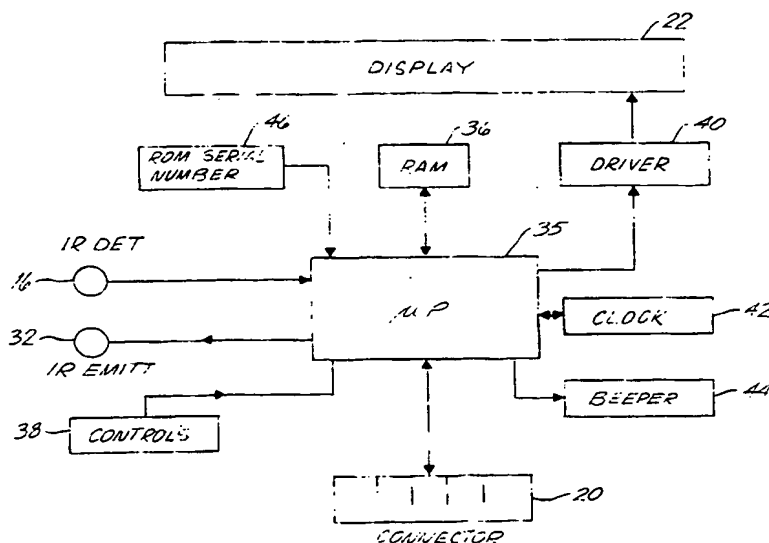 22
DISPLAY
46
36
40
ROM SERIAL
NUMBER
RAM
DRIVER
IR DET
35
16
μP
CLOCK
42
32
IR EMITT
BEEPER
44
38
CONTROLS
20
CONNECTOR